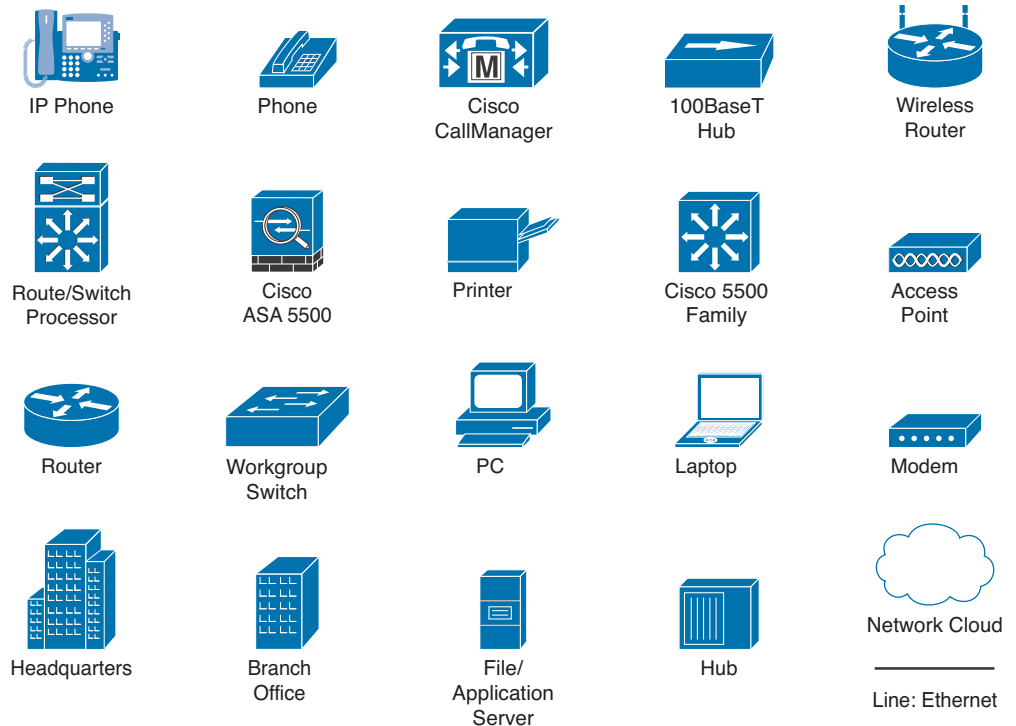 M
IP Phone
Phone
Cisco
CallManager
100BaseT
Hub
Wireless
Router
Route/Switch
Processor
Cisco
ASA 5500
Printer
Cisco 5500
Family
Access
Point
Router
Workgroup
Switch
PC
Laptop
Modem
Headquarters
Branch
Office
File/
Application
Server
Hub
Network Cloud
Line: Ethernet